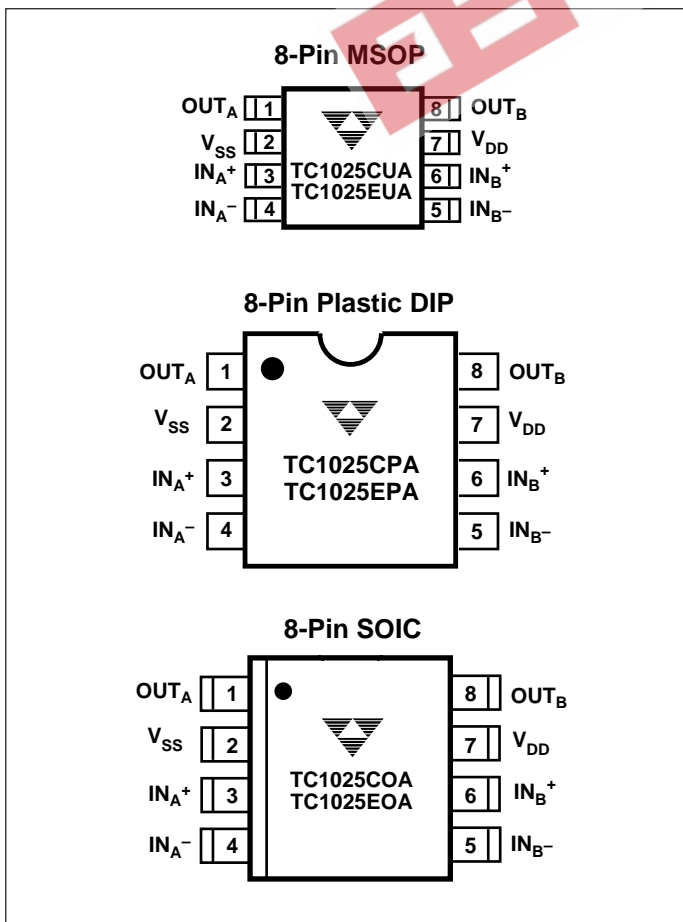 8-Pin MSOP
OUTA 1 8 OUTB
VSS 2 7 VDD
INA+ 3 TC1025CUA 6 INB+
TC1025EUA
INA– 4 5 INB–
8-Pin Plastic DIP
OUTA 1 8 OUTB
VSS 2 7 VDD
INA+ 3 TC1025CPA 6 INB+
TC1025EPA
INA– 4 5 INB–
8-Pin SOIC
OUTA 1 8 OUTB
VSS 2 7 VDD
INA+ 3 TC1025COA 6 INB+
TC1025EOA
INA– 4 5 INB–